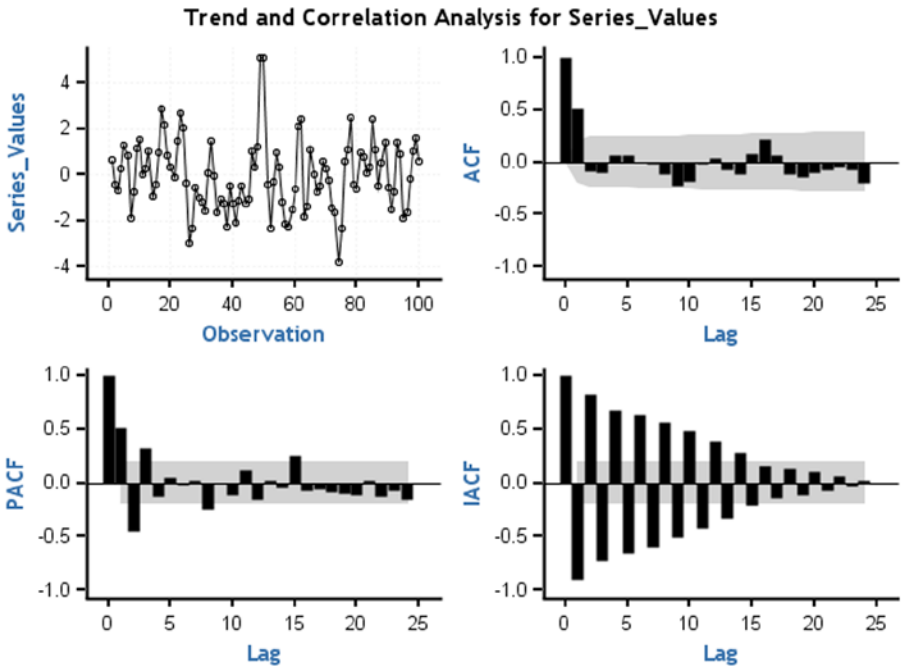 Trend and Correlation Analysis for Series_Values
Series_Values
4
2
0
-2
-4
0 20 40 60 80 100
Observation
ACF
1.0
0.5
0.0
-0.5
-1.0
0 5 10 15 20 25
Lag
PACF
1.0
0.5
0.0
-0.5
-1.0
0 5 10 15 20 25
Lag
IACF
1.0
0.5
0.0
-0.5
-1.0
0 5 10 15 20 25
Lag